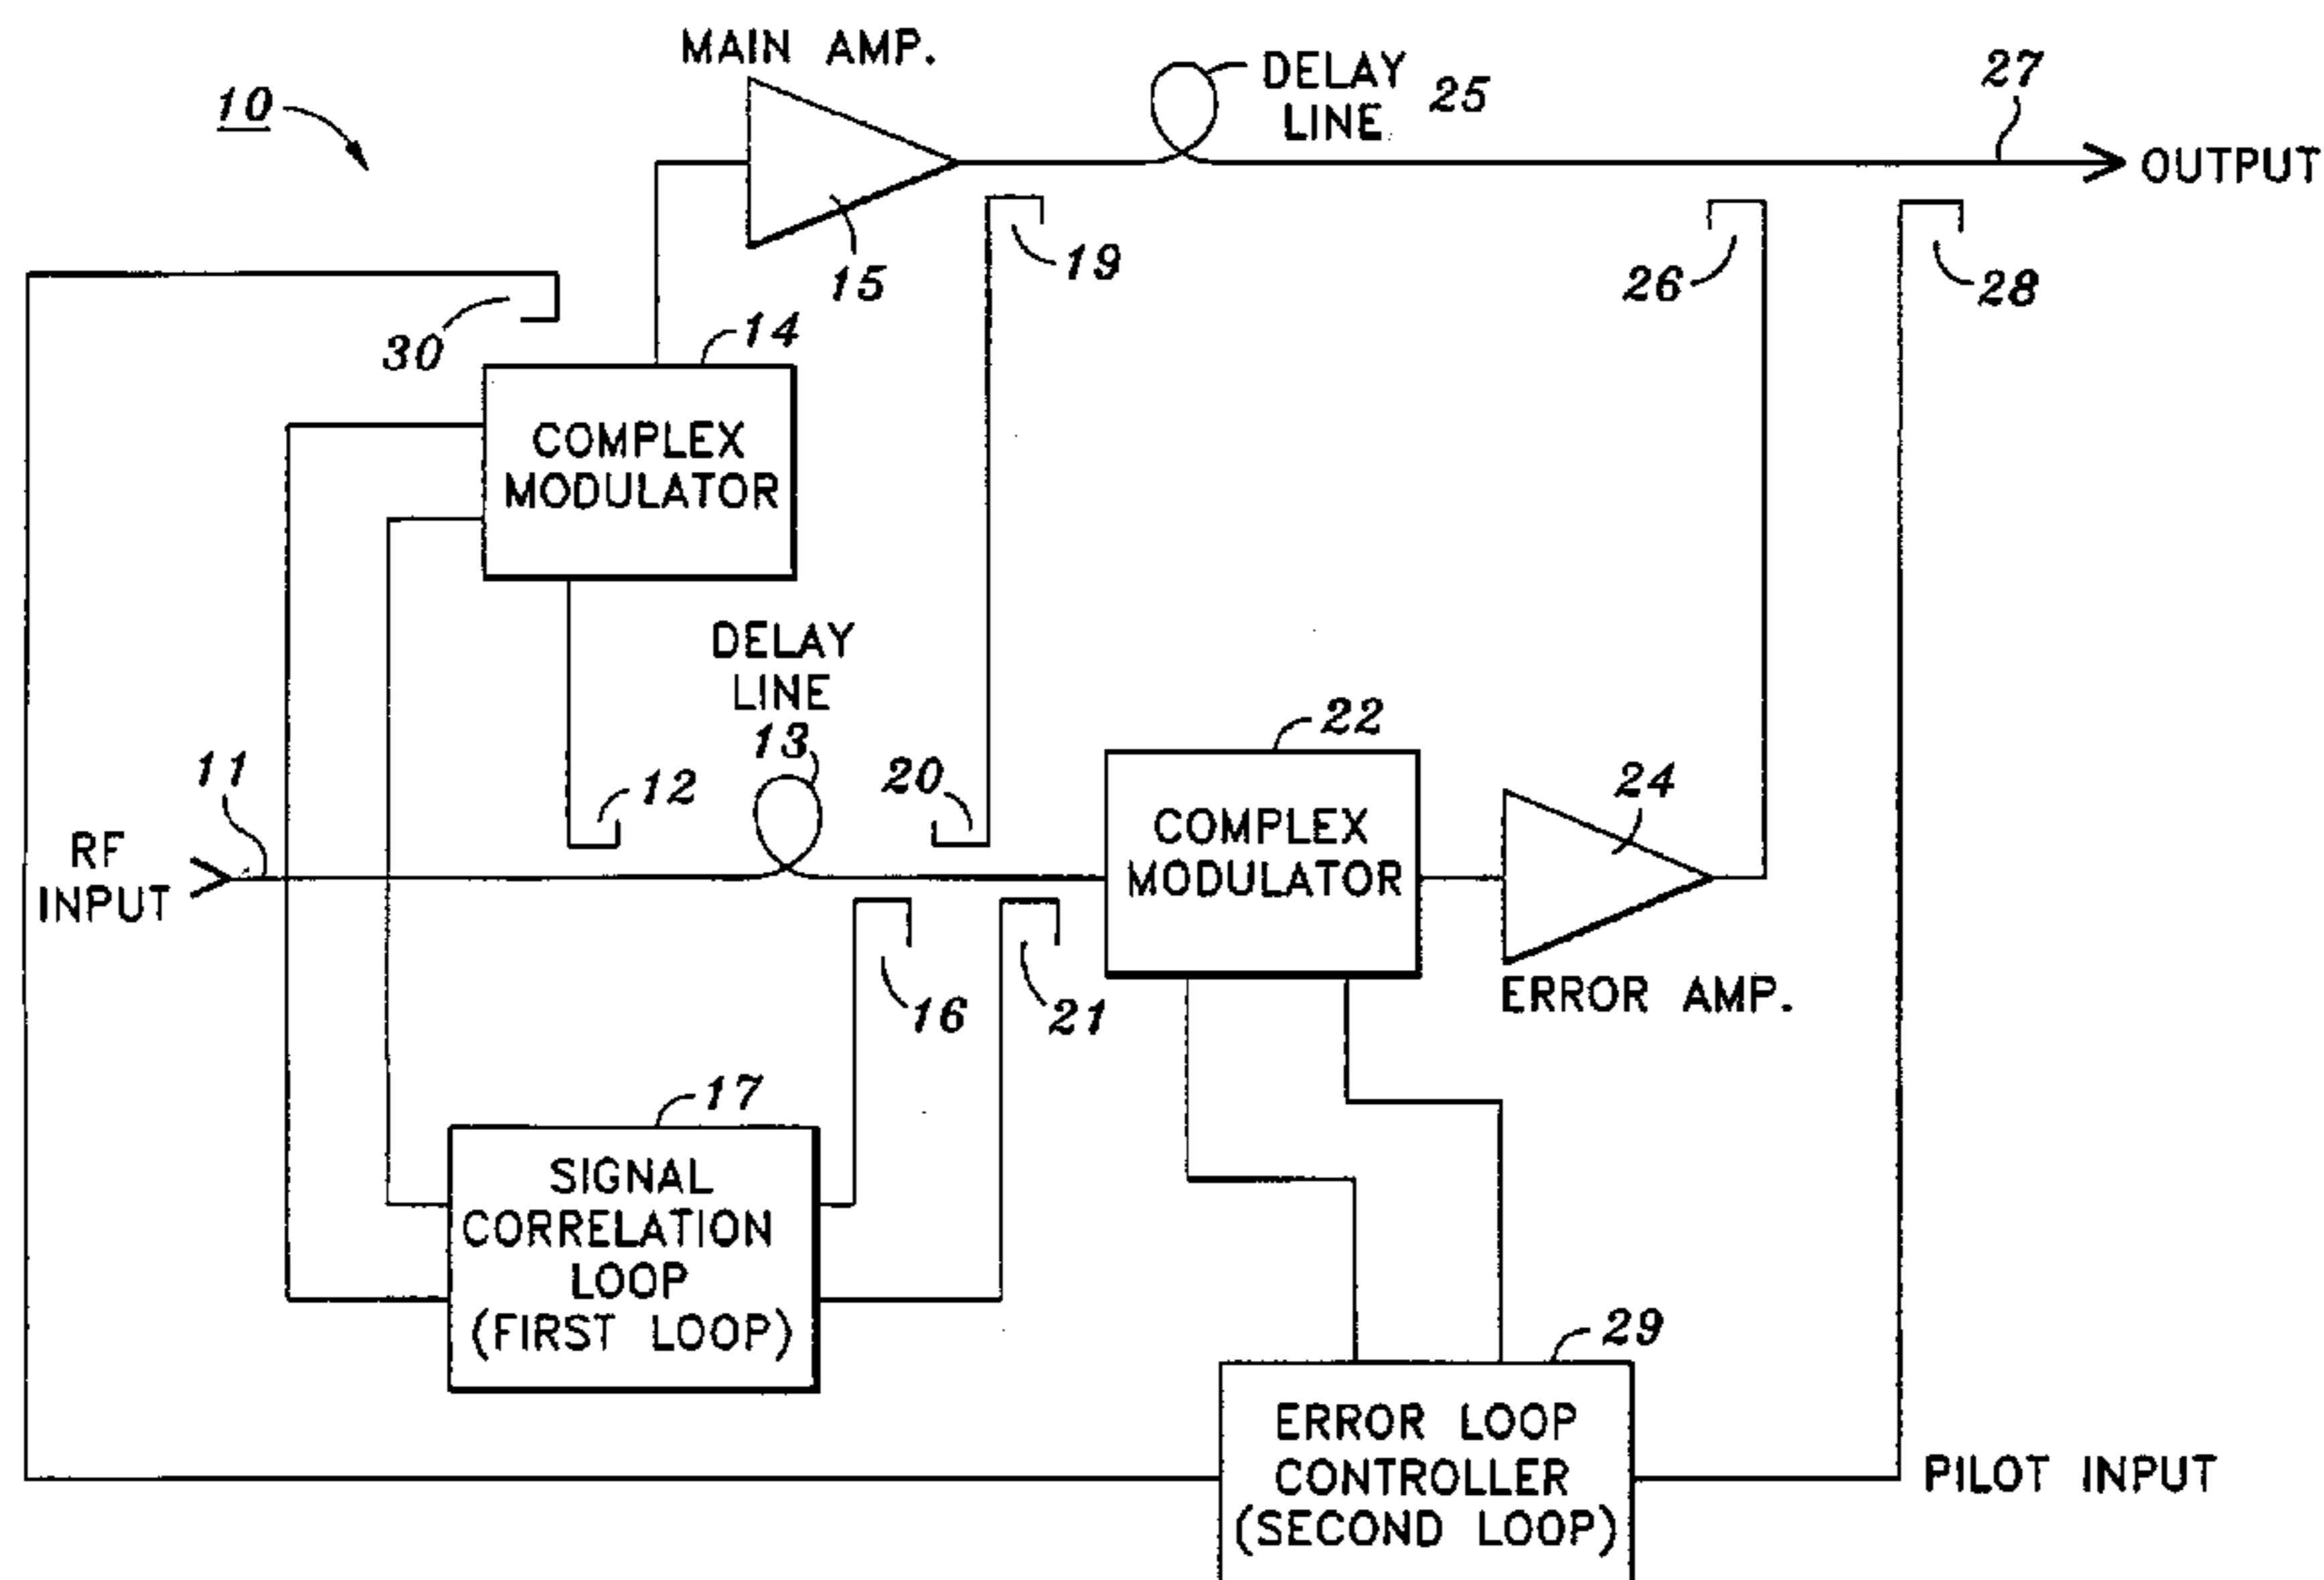 MAIN AMP.
10
DELAY
LINE
25
27
OUTPUT
15
19
26
28
30
14
COMPLEX
MODULATOR
DELAY
LINE
13
12
20
22
24
11
RF
INPUT
COMPLEX
MODULATOR
16
21
ERROR AMP.
17
SIGNAL
CORRELATION
LOOP
(FIRST LOOP)
29
ERROR LOOP
CONTROLLER
(SECOND LOOP)
PILOT INPUT